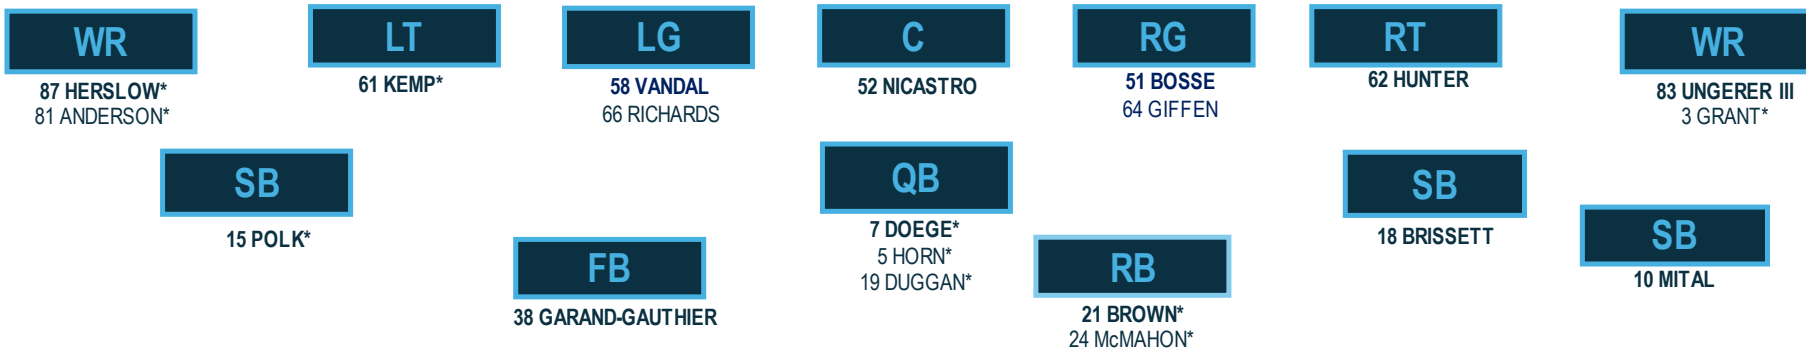 WR
87 HERSLOW*
81 ANDERSON*
LT
61 KEMP*
LG
58 VANDAL
66 RICHARDS
C
52 NICASTRO
RG
51 BOSSE
64 GIFFEN
RT
62 HUNTER
WR
83 UNGERER III
3 GRANT*
SB
15 POLK*
FB
38 GARAND-GAUTHIER
QB
7 DOEGE*
5 HORN*
19 DUGGAN*
RB
21 BROWN*
24 McMAHON*
SB
18 BRISSETT
SB
10 MITAL